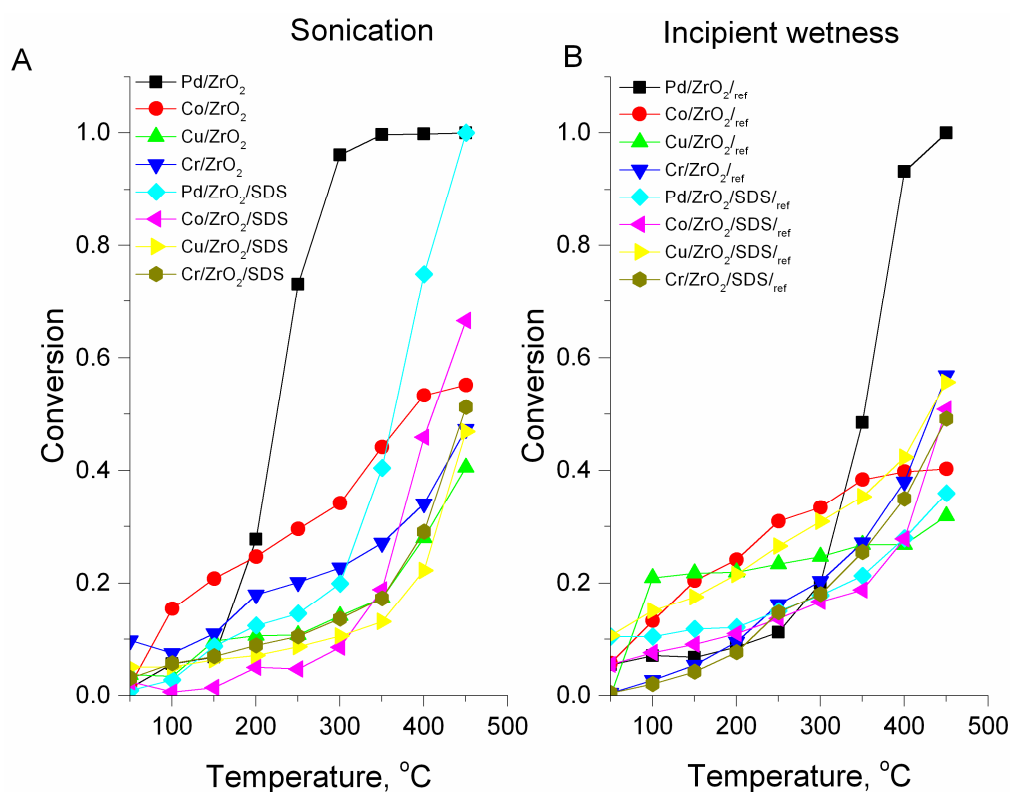 Sonication
A
Pd/ZrO2
Co/ZrO2
Cu/ZrO2
Cr/ZrO2
Pd/ZrO2/SDS
Co/ZrO2/SDS
Cu/ZrO2/SDS
Cr/ZrO2/SDS
1.0
0.8
0.6
0.4
0.2
0.0
Conversion
100 200 300 400 500
Temperature, oC
Incipient wetness
B
Pd/ZrO2/ref
Co/ZrO2/ref
Cu/ZrO2/ref
Cr/ZrO2/ref
Pd/ZrO2/SDS/ref
Co/ZrO2/SDS/ref
Cu/ZrO2/SDS/ref
Cr/ZrO2/SDS/ref
1.0
0.8
0.6
0.4
0.2
0.0
Conversion
100 200 300 400 500
Temperature, oC